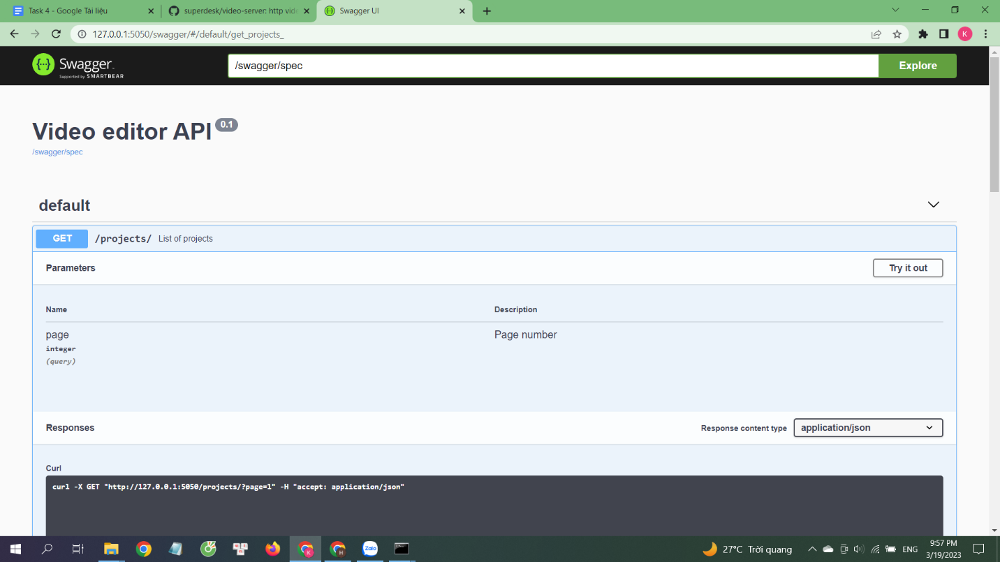 Task 4 - Google Tài liệu
superdesk/video-server: http vide
Swagger UI
127.0.0.1:5050/swagger/#/default/get_projects_
K
Swagger
Supported by SMARTBEAR
/swagger/spec
Explore
Video editor API 0.1
/swagger/spec
default
GET /projects/ List of projects
Parameters
Try it out
Name
Description
page
Page number
integer
(query)
Responses
Response content type
application/json
Curl
curl -X GET "http://127.0.0.1:5050/projects/?page=1" -H "accept: application/json"
K
H
Zalo
27°C Trời quang
ENG
9:57 PM
3/19/2023